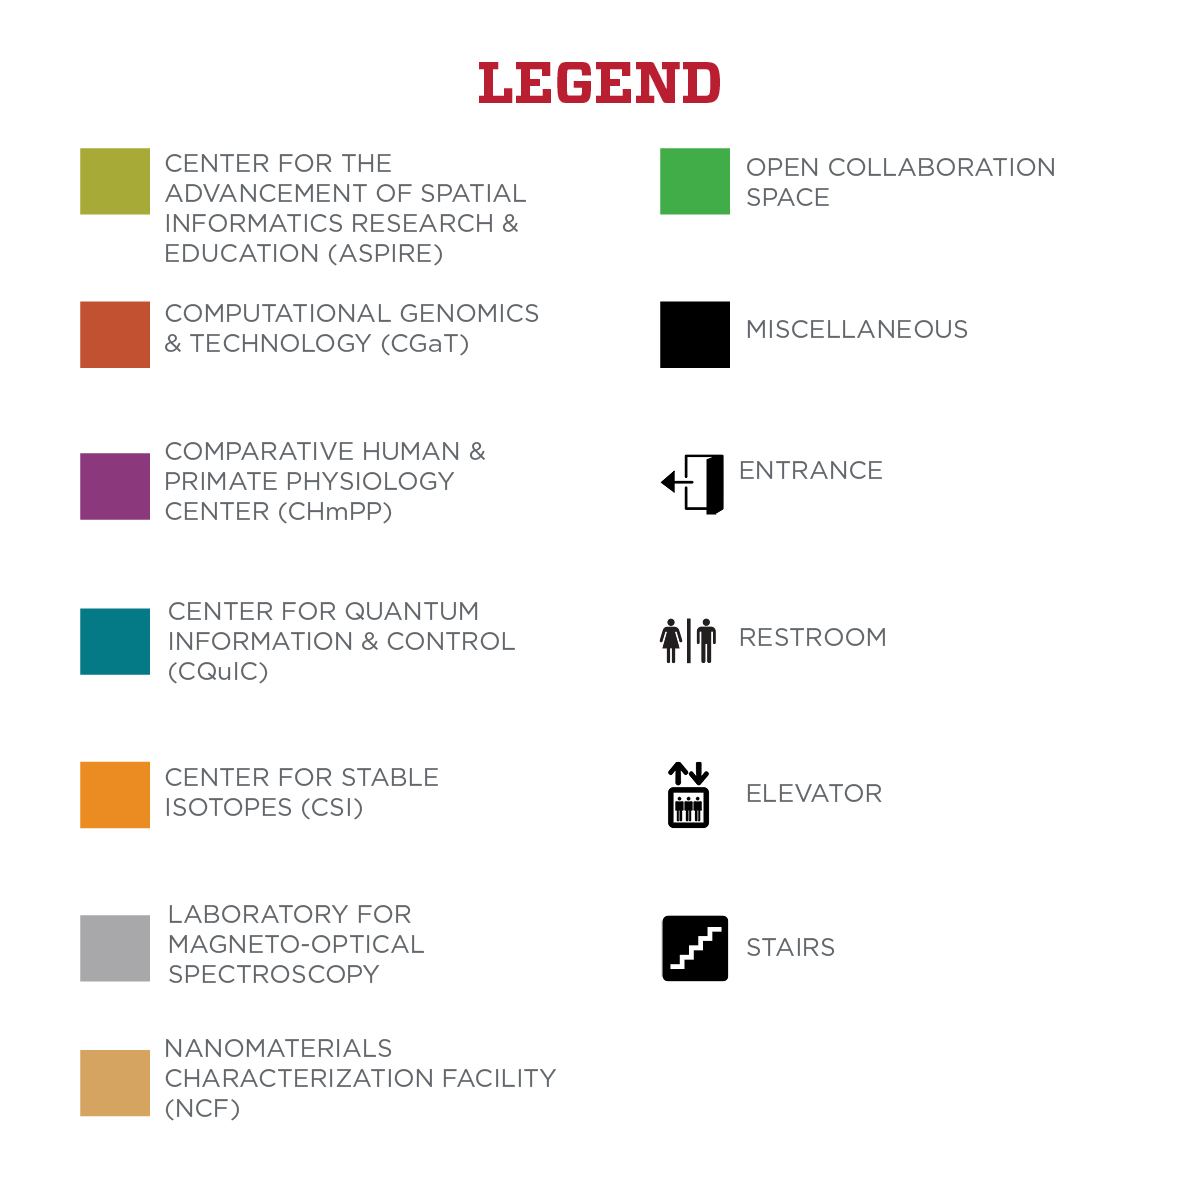 LEGEND
CENTER FOR THE
ADVANCEMENT OF SPATIAL
INFORMATICS RESEARCH &
EDUCATION (ASPIRE)
COMPUTATIONAL GENOMICS
& TECHNOLOGY (CGaT)
COMPARATIVE HUMAN &
PRIMATE PHYSIOLOGY
CENTER (CHmPP)
CENTER FOR QUANTUM
INFORMATION & CONTROL
(CQuIC)
CENTER FOR STABLE
ISOTOPES (CSI)
LABORATORY FOR
MAGNETO-OPTICAL
SPECTROSCOPY
NANOMATERIALS
CHARACTERIZATION FACILITY
(NCF)
OPEN COLLABORATION
SPACE
MISCELLANEOUS
ENTRANCE
RESTROOM
ELEVATOR
STAIRS